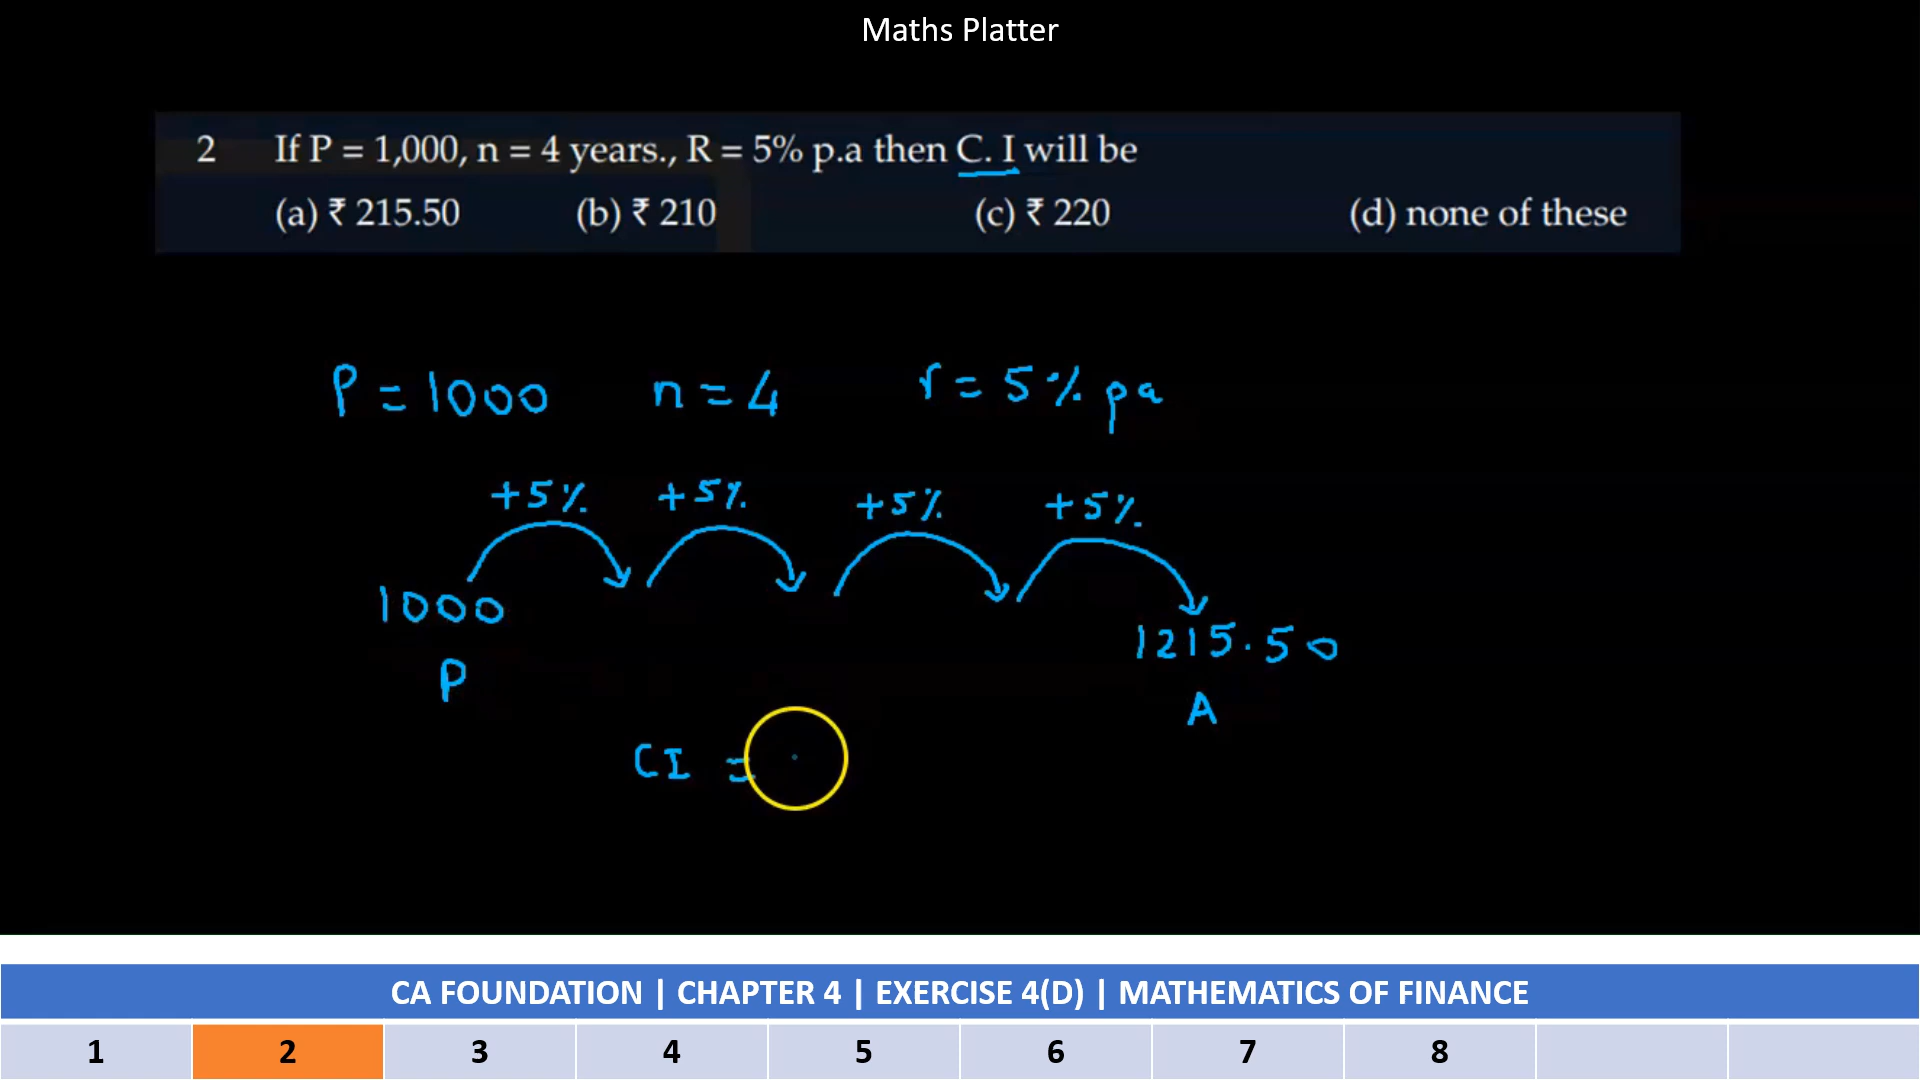 Maths Platter
2 If P = 1,000, n = 4 years., R = 5% p.a then C. I will be
(a) ₹ 215.50 (b) ₹ 210 (c) ₹ 220 (d) none of these
P = 1000 n = 4 r = 5% pa
+5% +5% +5% +5%
1000 1215.50
P A
CI =
CA FOUNDATION | CHAPTER 4 | EXERCISE 4(D) | MATHEMATICS OF FINANCE
1 2 3 4 5 6 7 8